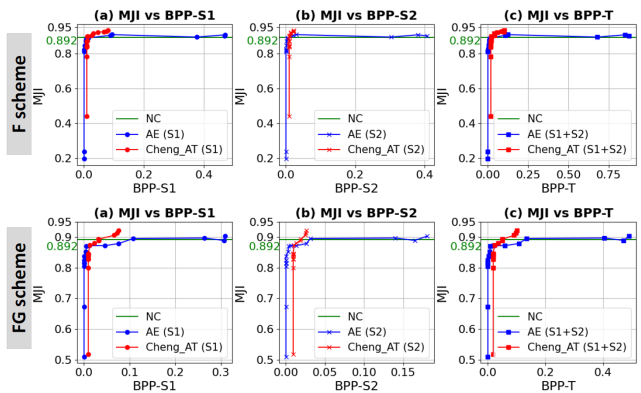 (a) MJI vs BPP-S1
(b) MJI vs BPP-S2
(c) MJI vs BPP-T
F scheme
MJI
0.95
0.892
0.8
0.6
0.4
0.2
NC
AE (S1)
Cheng_AT (S1)
0.0
0.2
0.4
BPP-S1
MJI
0.95
0.892
0.8
0.6
0.4
0.2
NC
AE (S2)
Cheng_AT (S2)
0.0
0.2
0.4
BPP-S2
MJI
0.95
0.892
0.8
0.6
0.4
0.2
NC
AE (S1+S2)
Cheng_AT (S1+S2)
0.00
0.25
0.50
0.75
BPP-T
(a) MJI vs BPP-S1
(b) MJI vs BPP-S2
(c) MJI vs BPP-T
FG scheme
MJI
0.95
0.9
0.892
0.8
0.7
0.6
0.5
NC
AE (S1)
Cheng_AT (S1)
0.0
0.1
0.2
0.3
BPP-S1
MJI
0.95
0.9
0.892
0.8
0.7
0.6
0.5
NC
AE (S2)
Cheng_AT (S2)
0.00
0.05
0.10
0.15
BPP-S2
MJI
0.95
0.9
0.892
0.8
0.7
0.6
0.5
NC
AE (S1+S2)
Cheng_AT (S1+S2)
0.0
0.2
0.4
BPP-T